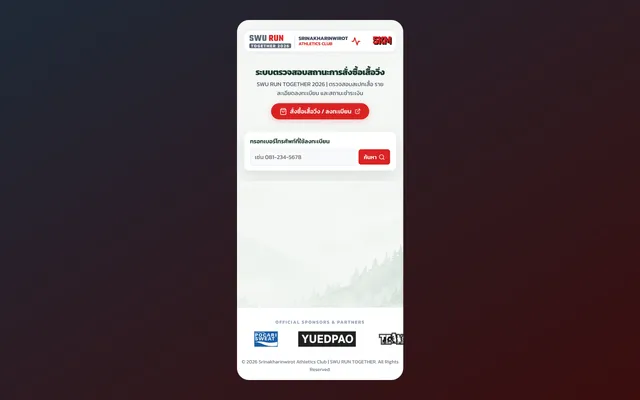 SWU RUN
TOGETHER 2026
SRINAKHARINWIROT
ATHLETICS CLUB
SKM
ระบบตรวจสอบสถานะการสั่งซื้อเสื้อวิ่ง
SWU RUN TOGETHER 2026 | ตรวจสอบสเปกเสื้อ ราย
ละเอียดลงทะเบียน และสถานะชำระเงิน
สั่งซื้อเสื้อวิ่ง / ลงทะเบียน
กรอกเบอร์โทรศัพท์ที่ใช้ลงทะเบียน
เช่น 081-234-5678
ค้นหา
OFFICIAL SPONSORS & PARTNERS
POCARI
SWEAT
YUEDPAO
© 2026 Srinakharinwirot Athletics Club | SWU RUN TOGETHER. All Rights
Reserved.